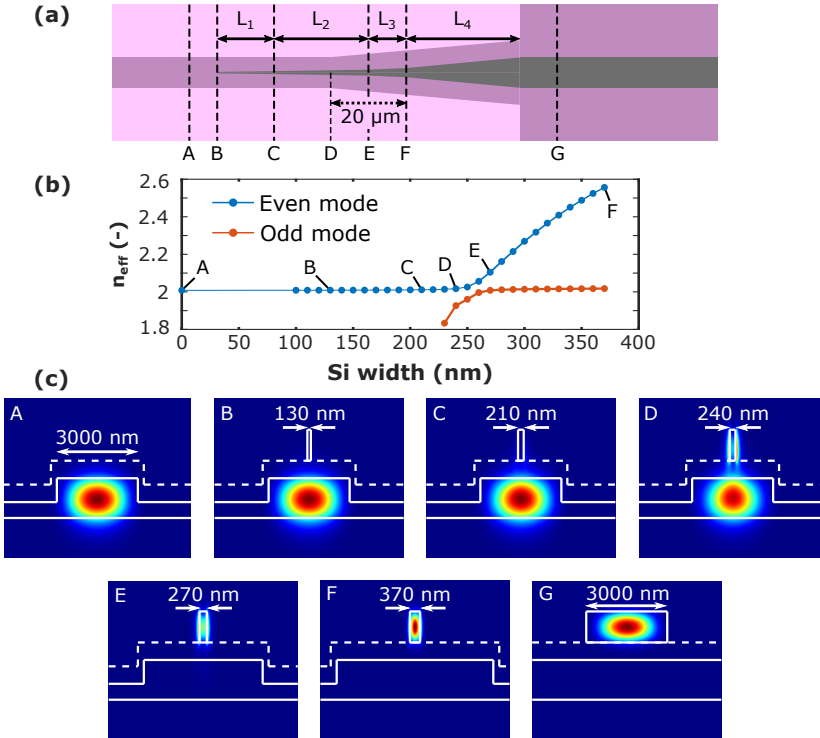 (a)
L1 L2 L3 L4
20 μm
A B C D E F G
(b)
2.6
2.4
2.2
2
1.8
neff (-)
Even mode
Odd mode
A B C D E F
0 50 100 150 200 250 300 350 400
Si width (nm)
(c)
A 3000 nm
B 130 nm
C 210 nm
D 240 nm
E 270 nm
F 370 nm
G 3000 nm